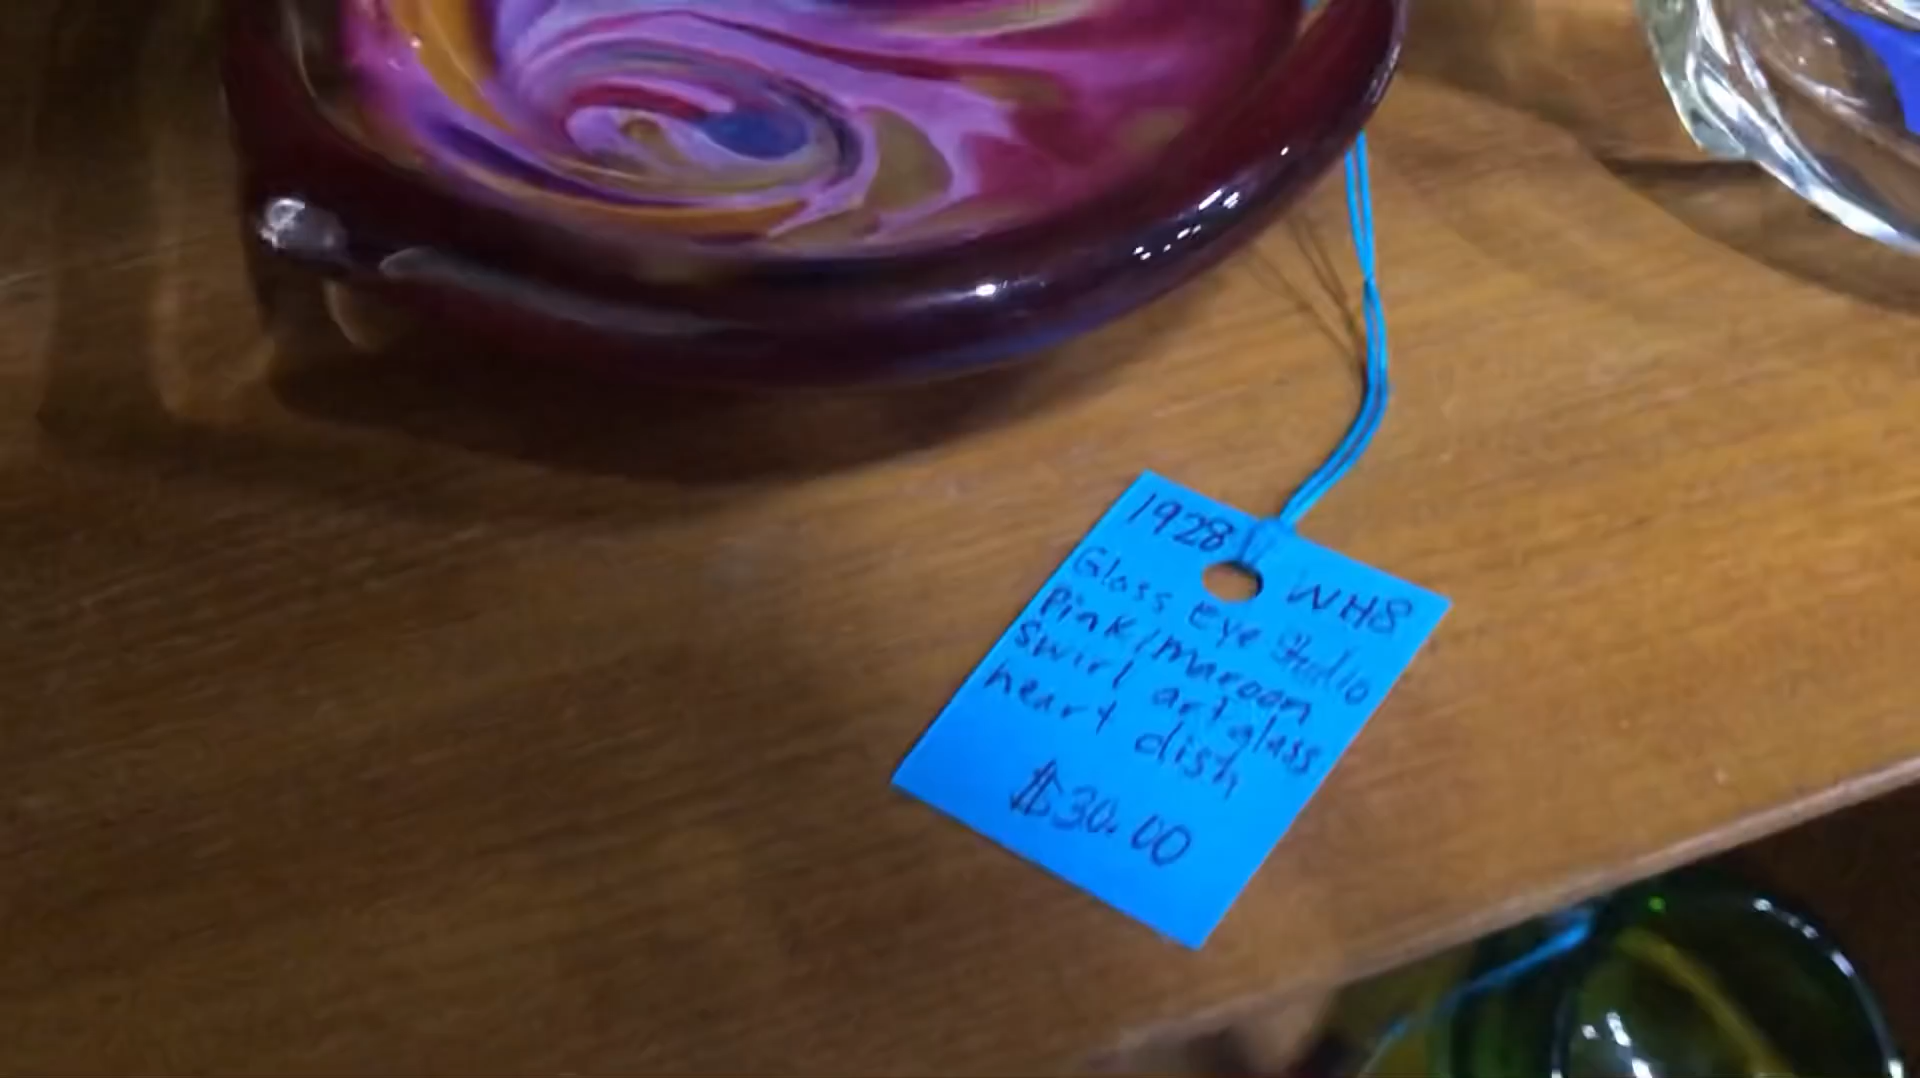 1928 WH8
Glass Eye Studio
Pink/maroon
swirl art glass
heart dish
$30.00